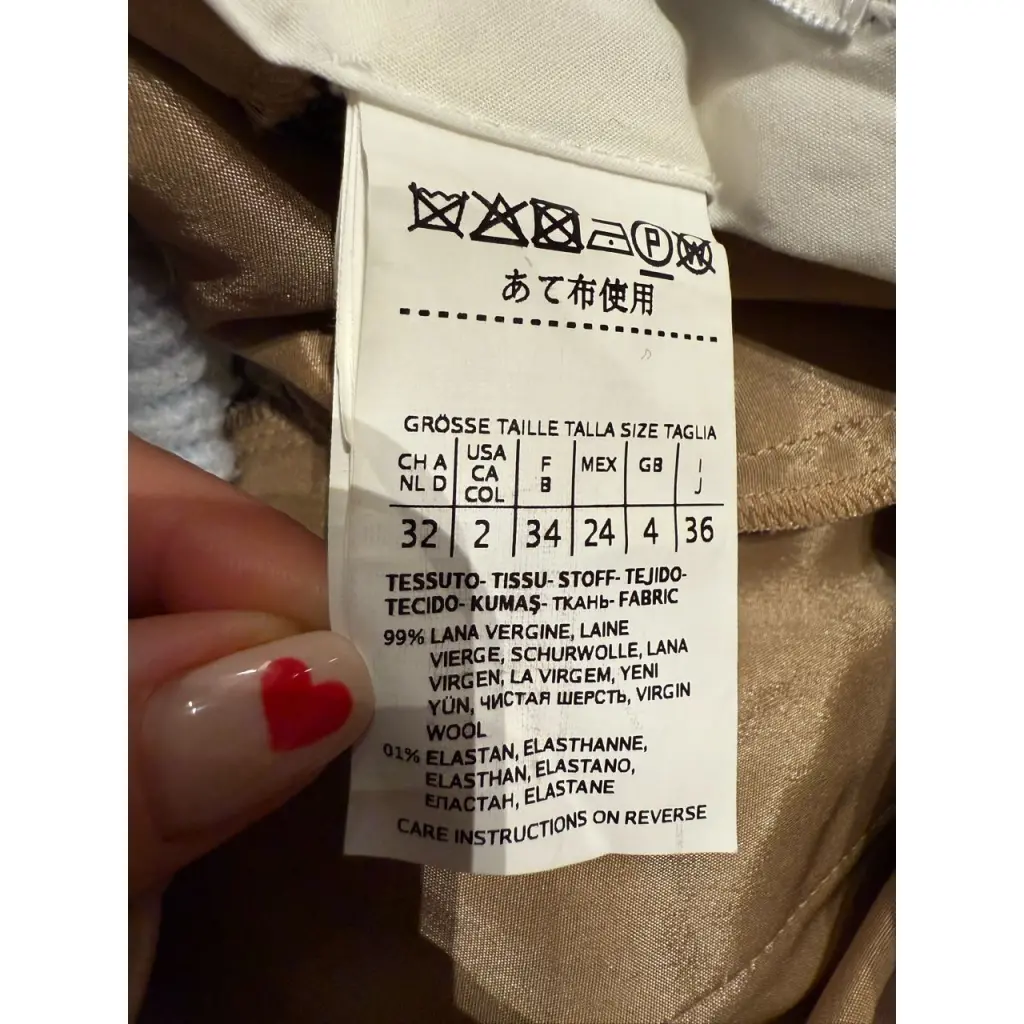 P W
あて布使用
GRÖSSE TAILLE TALLA SIZE TAGLIA
CH A NL D USA CA COL F B MEX GB I J
32 2 34 24 4 36
TESSUTO- TISSU- STOFF- TEJIDO-
TECIDO- KUMAŞ- ТКАНЬ- FABRIC
99% LANA VERGINE, LAINE
VIERGE, SCHURWOLLE, LANA
VIRGEN, LA VIRGEM, YENI
YÜN, ЧИСТАЯ ШЕРСТЬ, VIRGIN
WOOL
01% ELASTAN, ELASTHANNE,
ELASTHAN, ELASTANO,
ЕЛАСТАН, ELASTANE
CARE INSTRUCTIONS ON REVERSE